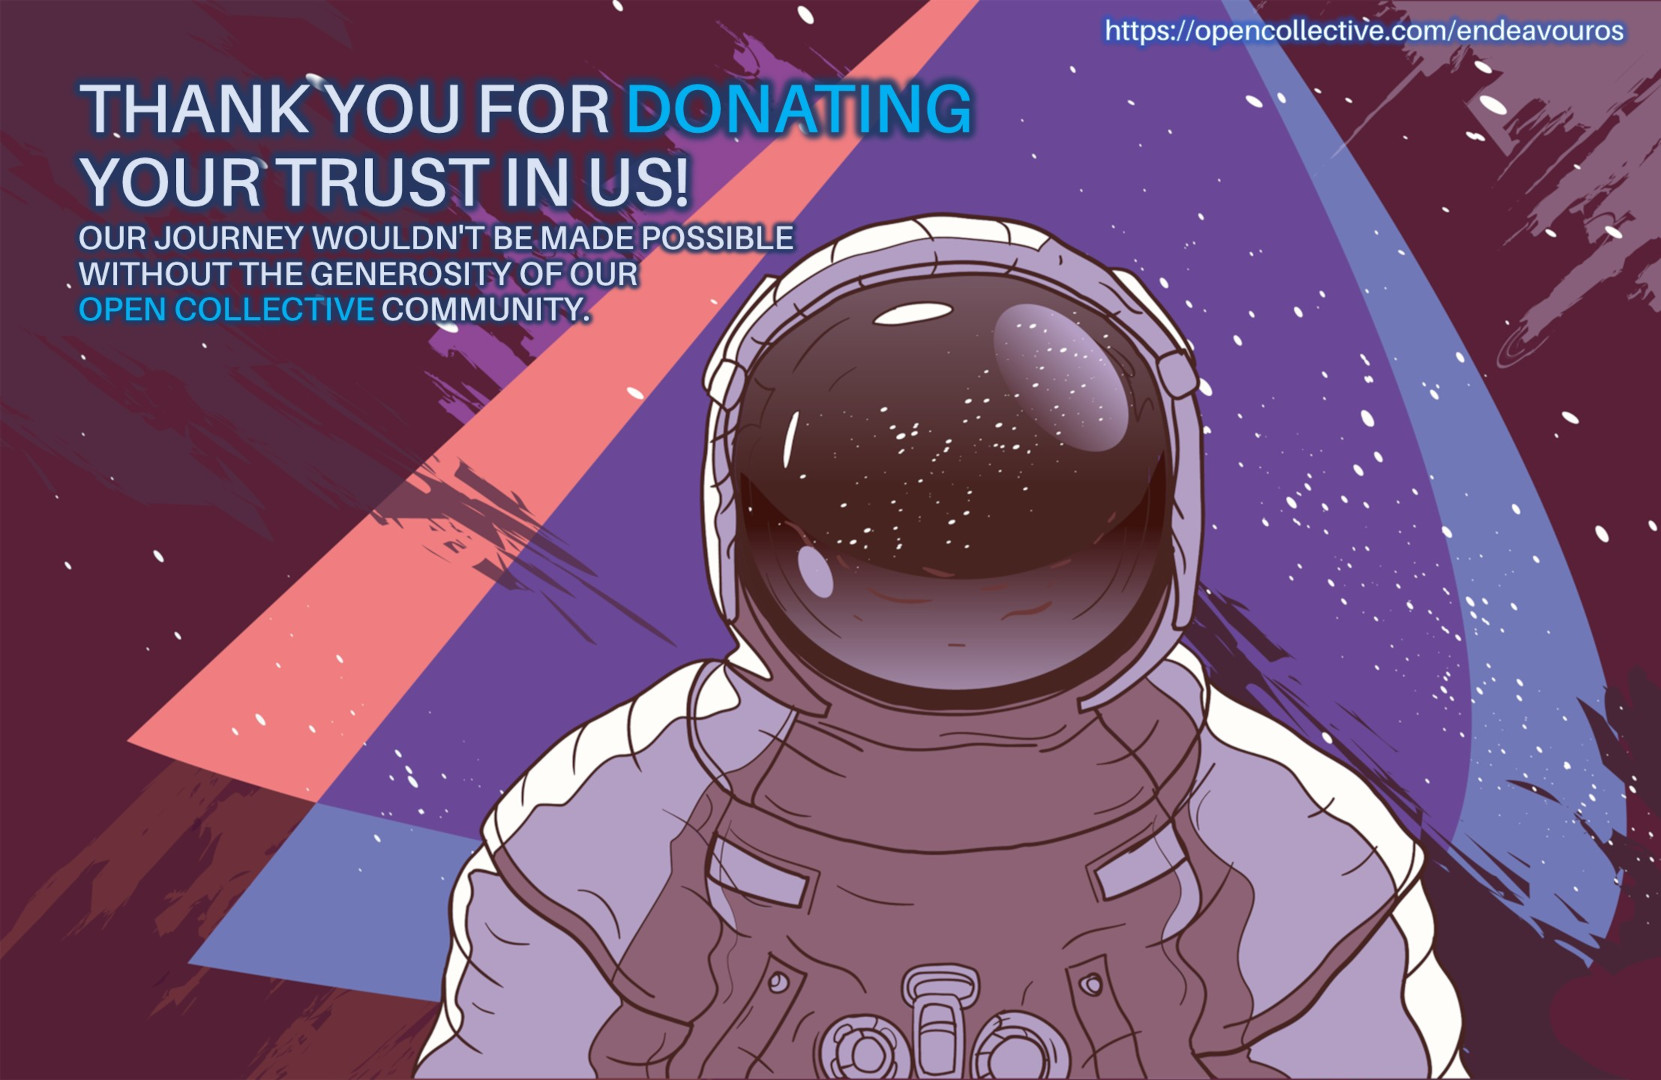 https://opencollective.com/endeavouros
THANK YOU FOR DONATING
YOUR TRUST IN US!
OUR JOURNEY WOULDN'T BE MADE POSSIBLE
WITHOUT THE GENEROSITY OF OUR
OPEN COLLECTIVE COMMUNITY.